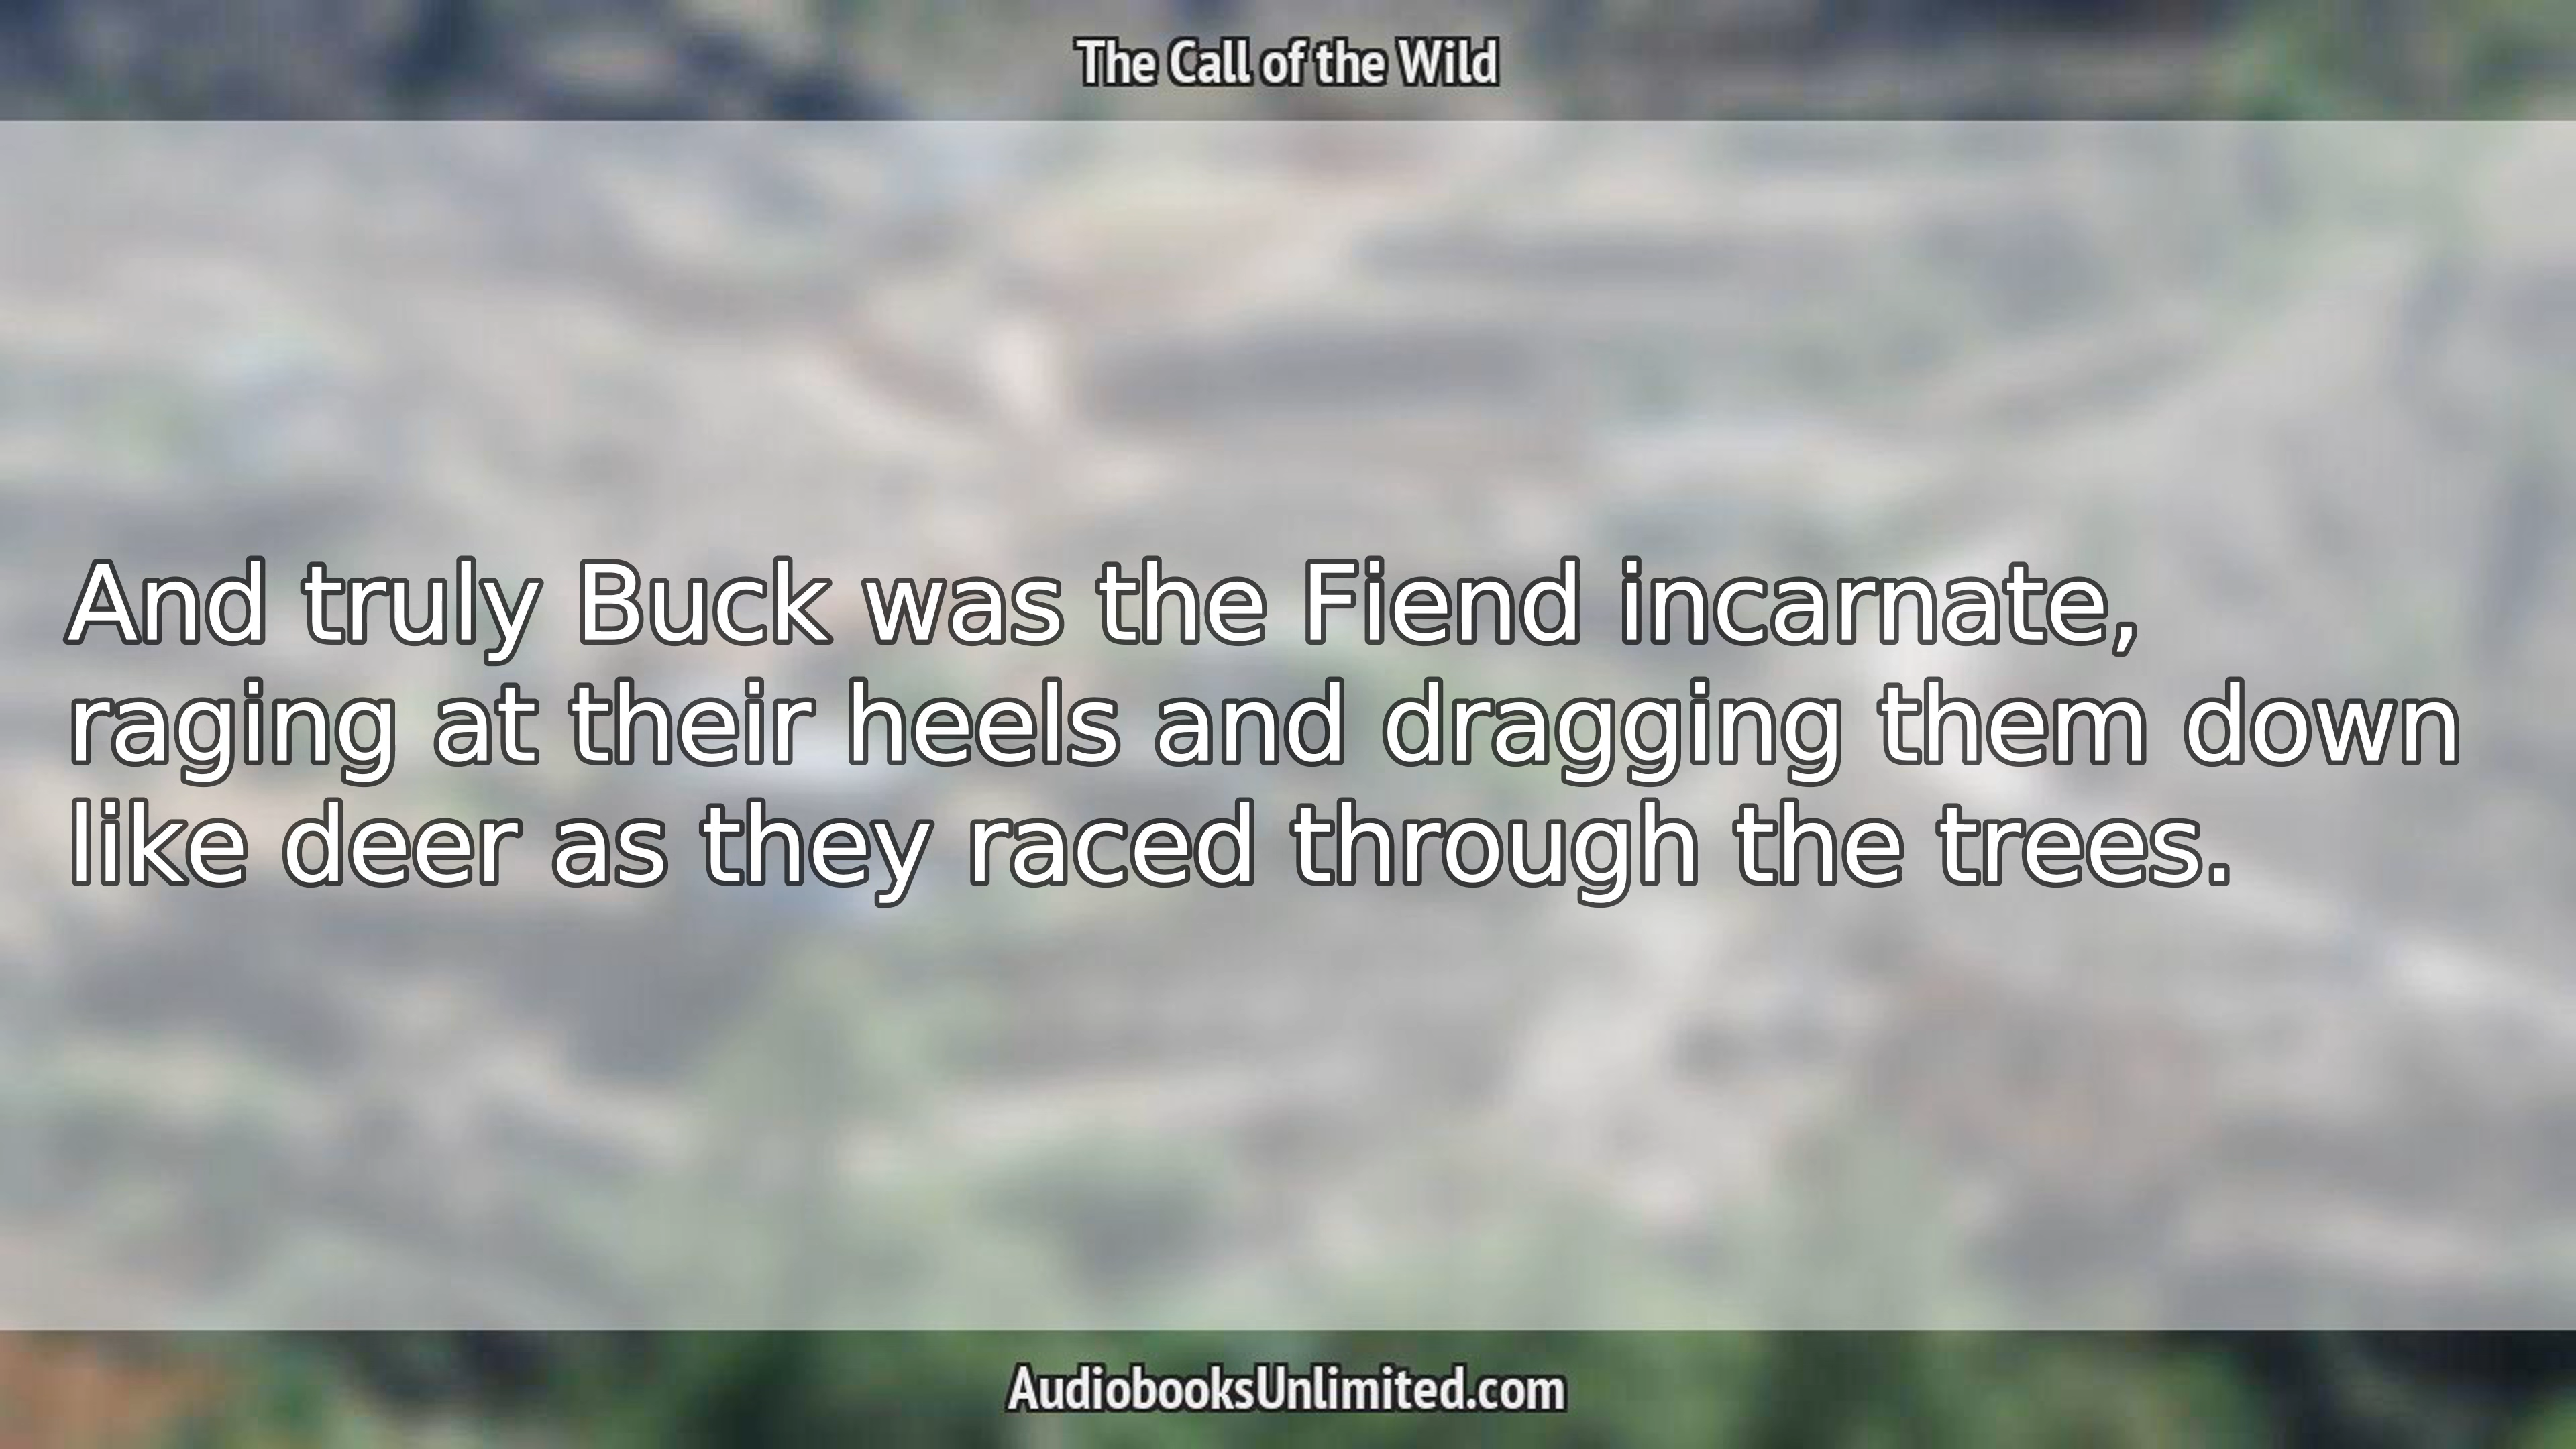 The Call of the Wild
And truly Buck was the Fiend incarnate,
raging at their heels and dragging them down
like deer as they raced through the trees.
AudiobooksUnlimited.com